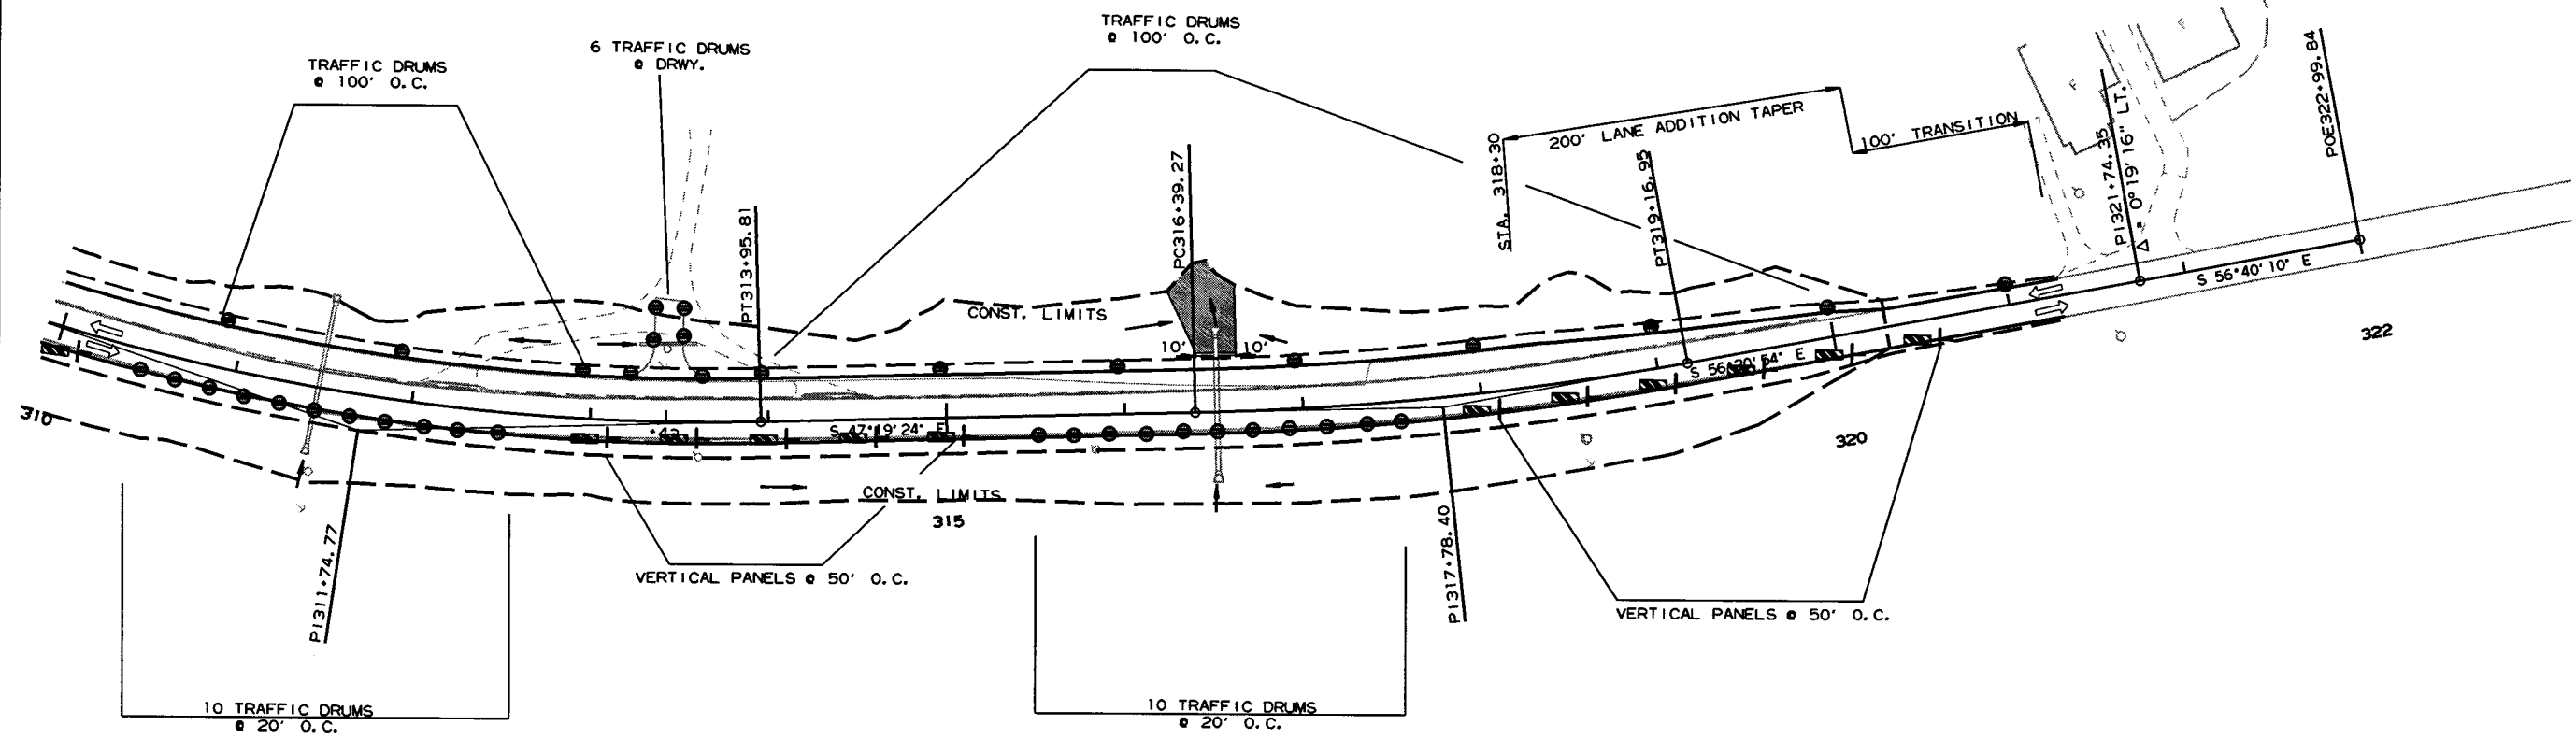 TRAFFIC DRUMS
@ 100' O.C.
6 TRAFFIC DRUMS
@ DRWY.
TRAFFIC DRUMS
@ 100' O.C.
STA. 318+30
200' LANE ADDITION TAPER
100' TRANSITION
PT319+16.95
PI321+74.35
Δ = 0°19'16" LT.
POE322+99.84
F
F
PT313+95.81
PC316+39.27
CONST. LIMITS
10'
10'
S 56°40'10" E
322
310
S 47°19'24" E
320
CONST. LIMITS
315
PI311+74.77
PI317+78.40
VERTICAL PANELS @ 50' O.C.
VERTICAL PANELS @ 50' O.C.
10 TRAFFIC DRUMS
@ 20' O.C.
10 TRAFFIC DRUMS
@ 20' O.C.